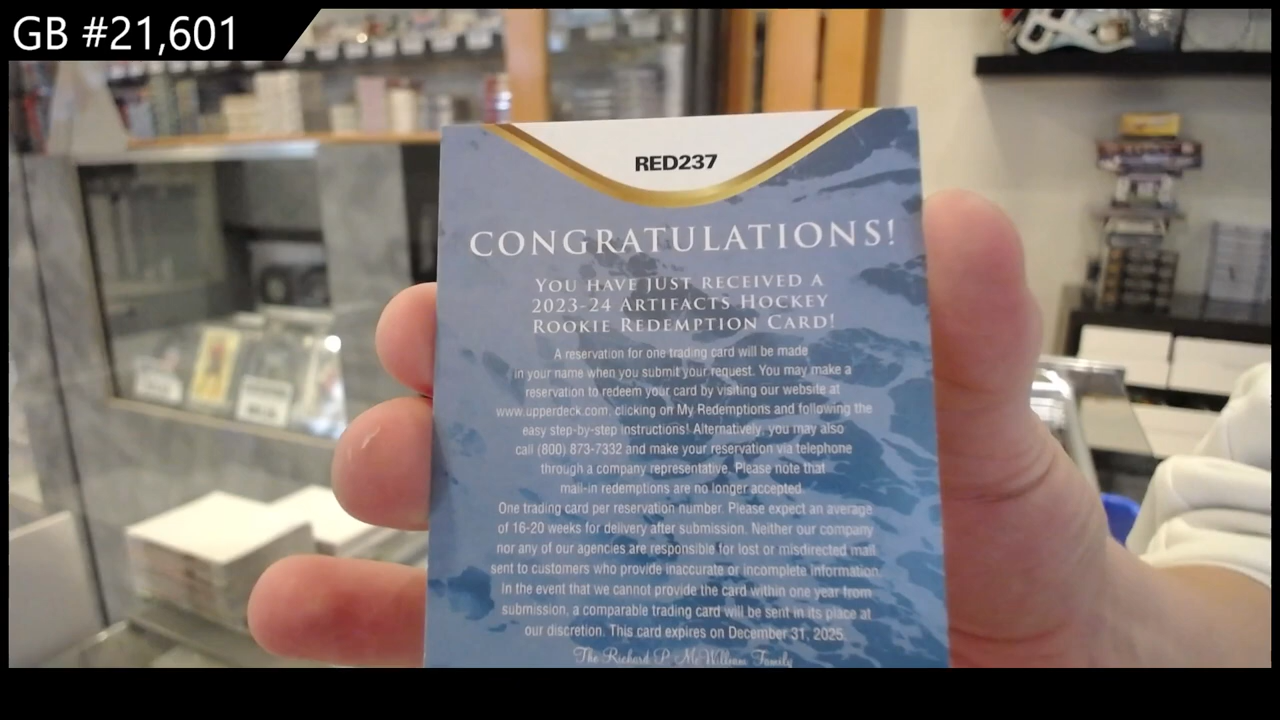 GB #21,601
RED237
CONGRATULATIONS!
YOU HAVE JUST RECEIVED A
2023-24 ARTIFACTS HOCKEY
ROOKIE REDEMPTION CARD!
A reservation for one trading card will be made
in your name when you submit your request. You may make a
reservation to redeem your card by visiting our website at
www.upperdeck.com, clicking on My Redemptions and following the
easy step-by-step instructions! Alternatively, you may also
call (800) 873-7332 and make your reservation via telephone
through a company representative. Please note that
mail-in redemptions are no longer accepted.
One trading card per reservation number. Please expect an average
of 16-20 weeks for delivery after submission. Neither our company
nor any of our agencies are responsible for lost or misdirected mail
sent to customers who provide inaccurate or incomplete information.
In the event that we cannot provide the card within one year from
submission, a comparable trading card will be sent in its place at
our discretion. This card expires on December 31, 2025.
The Richard P. McWilliam Family